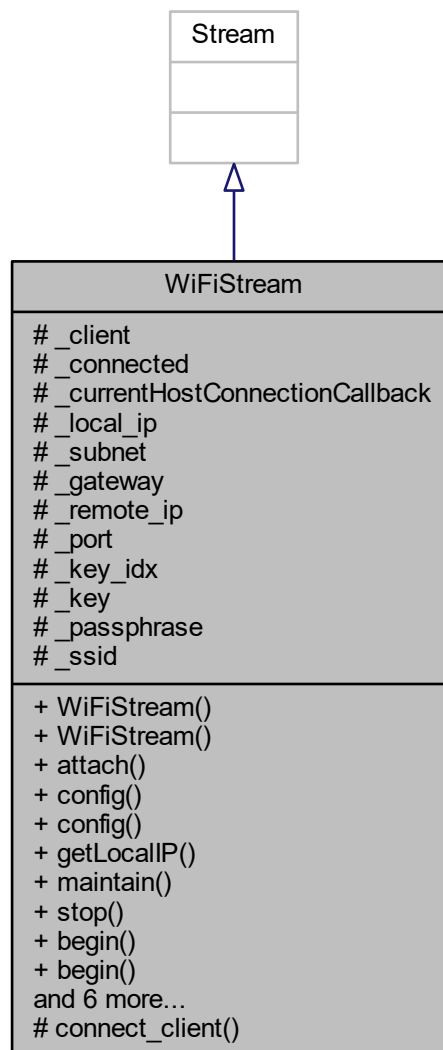 Stream
WiFiStream
# _client
# _connected
# _currentHostConnectionCallback
# _local_ip
# _subnet
# _gateway
# _remote_ip
# _port
# _key_idx
# _key
# _passphrase
# _ssid
+ WiFiStream()
+ WiFiStream()
+ attach()
+ config()
+ config()
+ getLocalIP()
+ maintain()
+ stop()
+ begin()
+ begin()
and 6 more...
# connect_client()